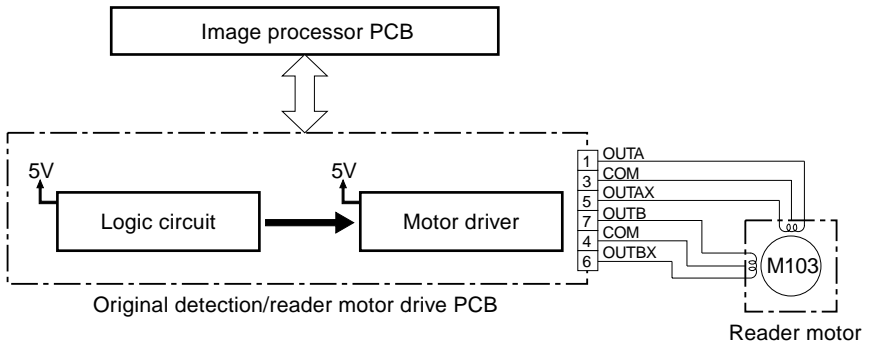 Image processor PCB
5V
5V
Logic circuit
Motor driver
1 OUTA
3 COM
5 OUTAX
7 OUTB
4 COM
6 OUTBX
M103
Original detection/reader motor drive PCB
Reader motor